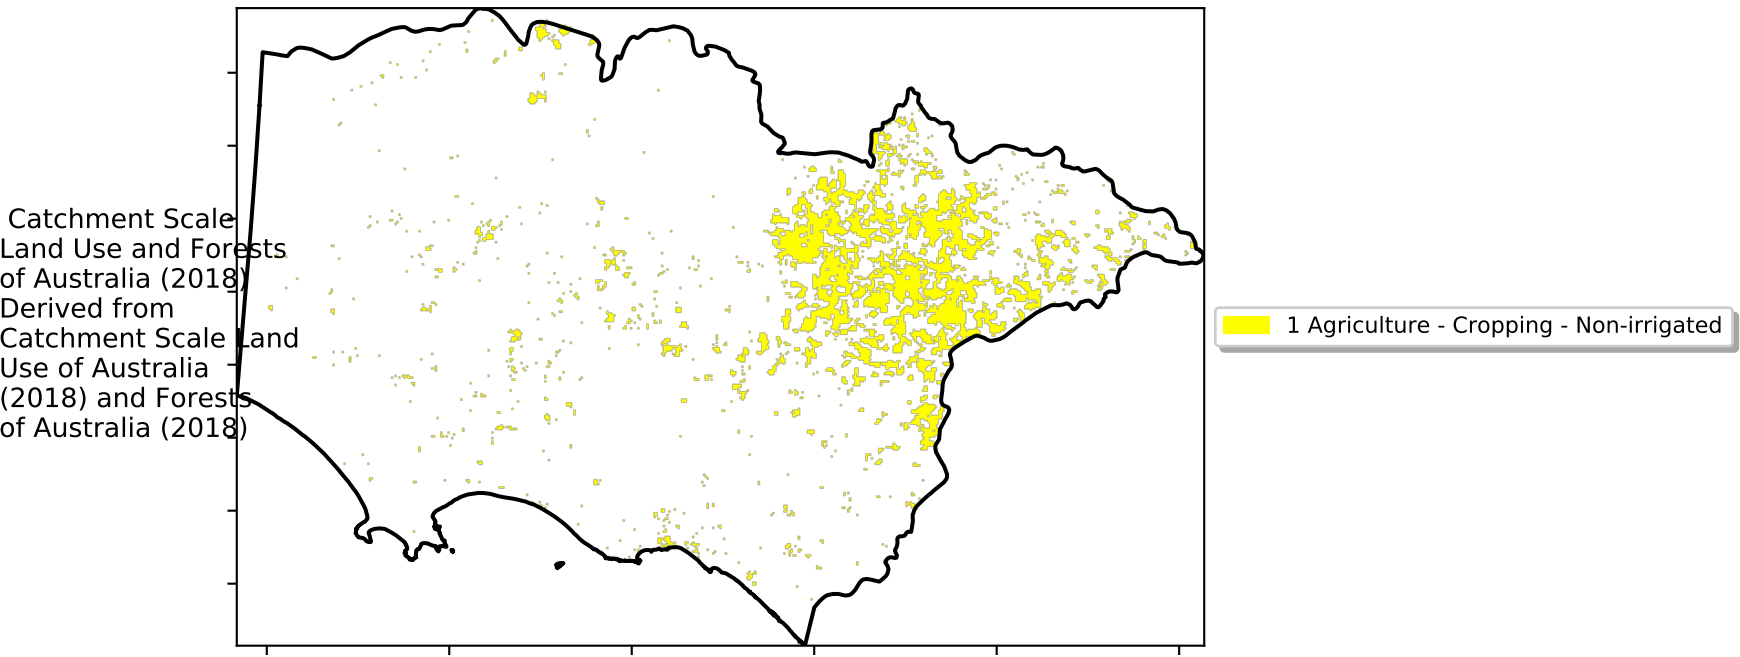 Catchment Scale
Land Use and Forests
of Australia (2018)
Derived from
Catchment Scale Land
Use of Australia
(2018) and Forests
of Australia (2018)
1 Agriculture - Cropping - Non-irrigated